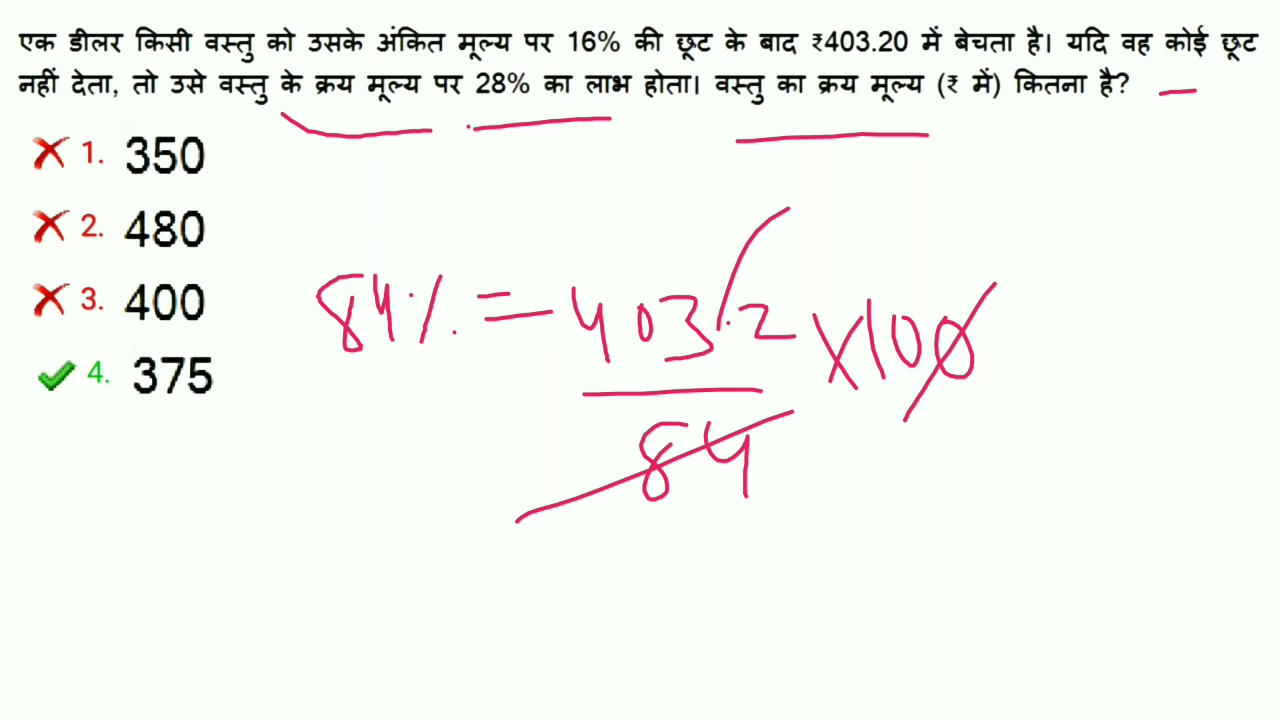 एक डीलर किसी वस्तु को उसके अंकित मूल्य पर 16% की छूट के बाद ₹403.20 में बेचता है। यदि वह कोई छूट
नहीं देता, तो उसे वस्तु के क्रय मूल्य पर 28% का लाभ होता। वस्तु का क्रय मूल्य (₹ में) कितना है?
1. 350
2. 480
3. 400
4. 375
84% = 403.2 x100
84